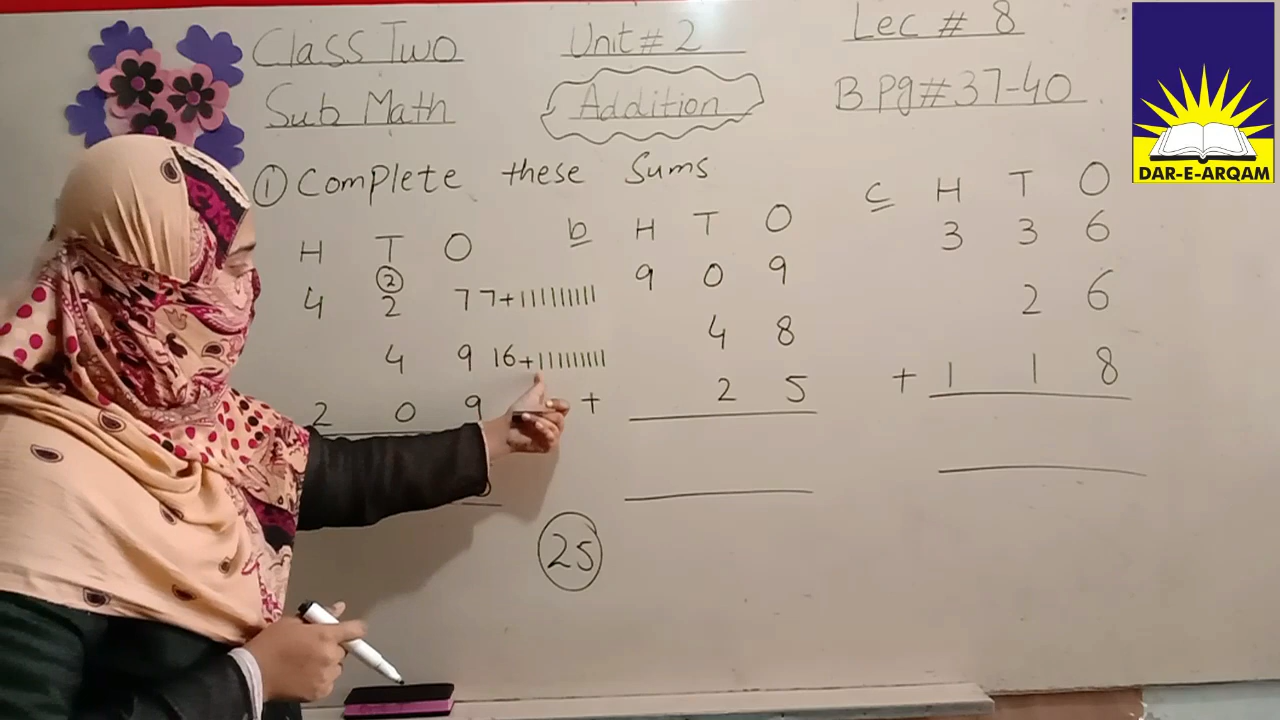 Class Two Unit # 2 Lec # 8
Sub Math Addition B Pg # 37-40
DAR-E-ARQAM
① Complete these Sums
H T O
②
4 2 7 7+|||||||||
4 9 16+|||||||||
2 0 9
25
b H T O
9 0 9
4 8
+ 2 5
c H T O
3 3 6
2 6
+ 1 1 8